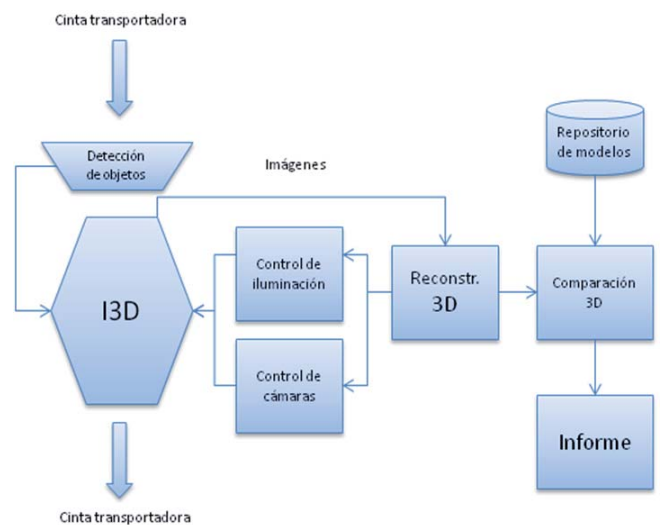 Cinta transportadora
Detección
de objetos
Imágenes
Repositorio
de modelos
I3D
Control de
iluminación
Control de
cámaras
Reconstr.
3D
Comparación
3D
Informe
Cinta transportadora